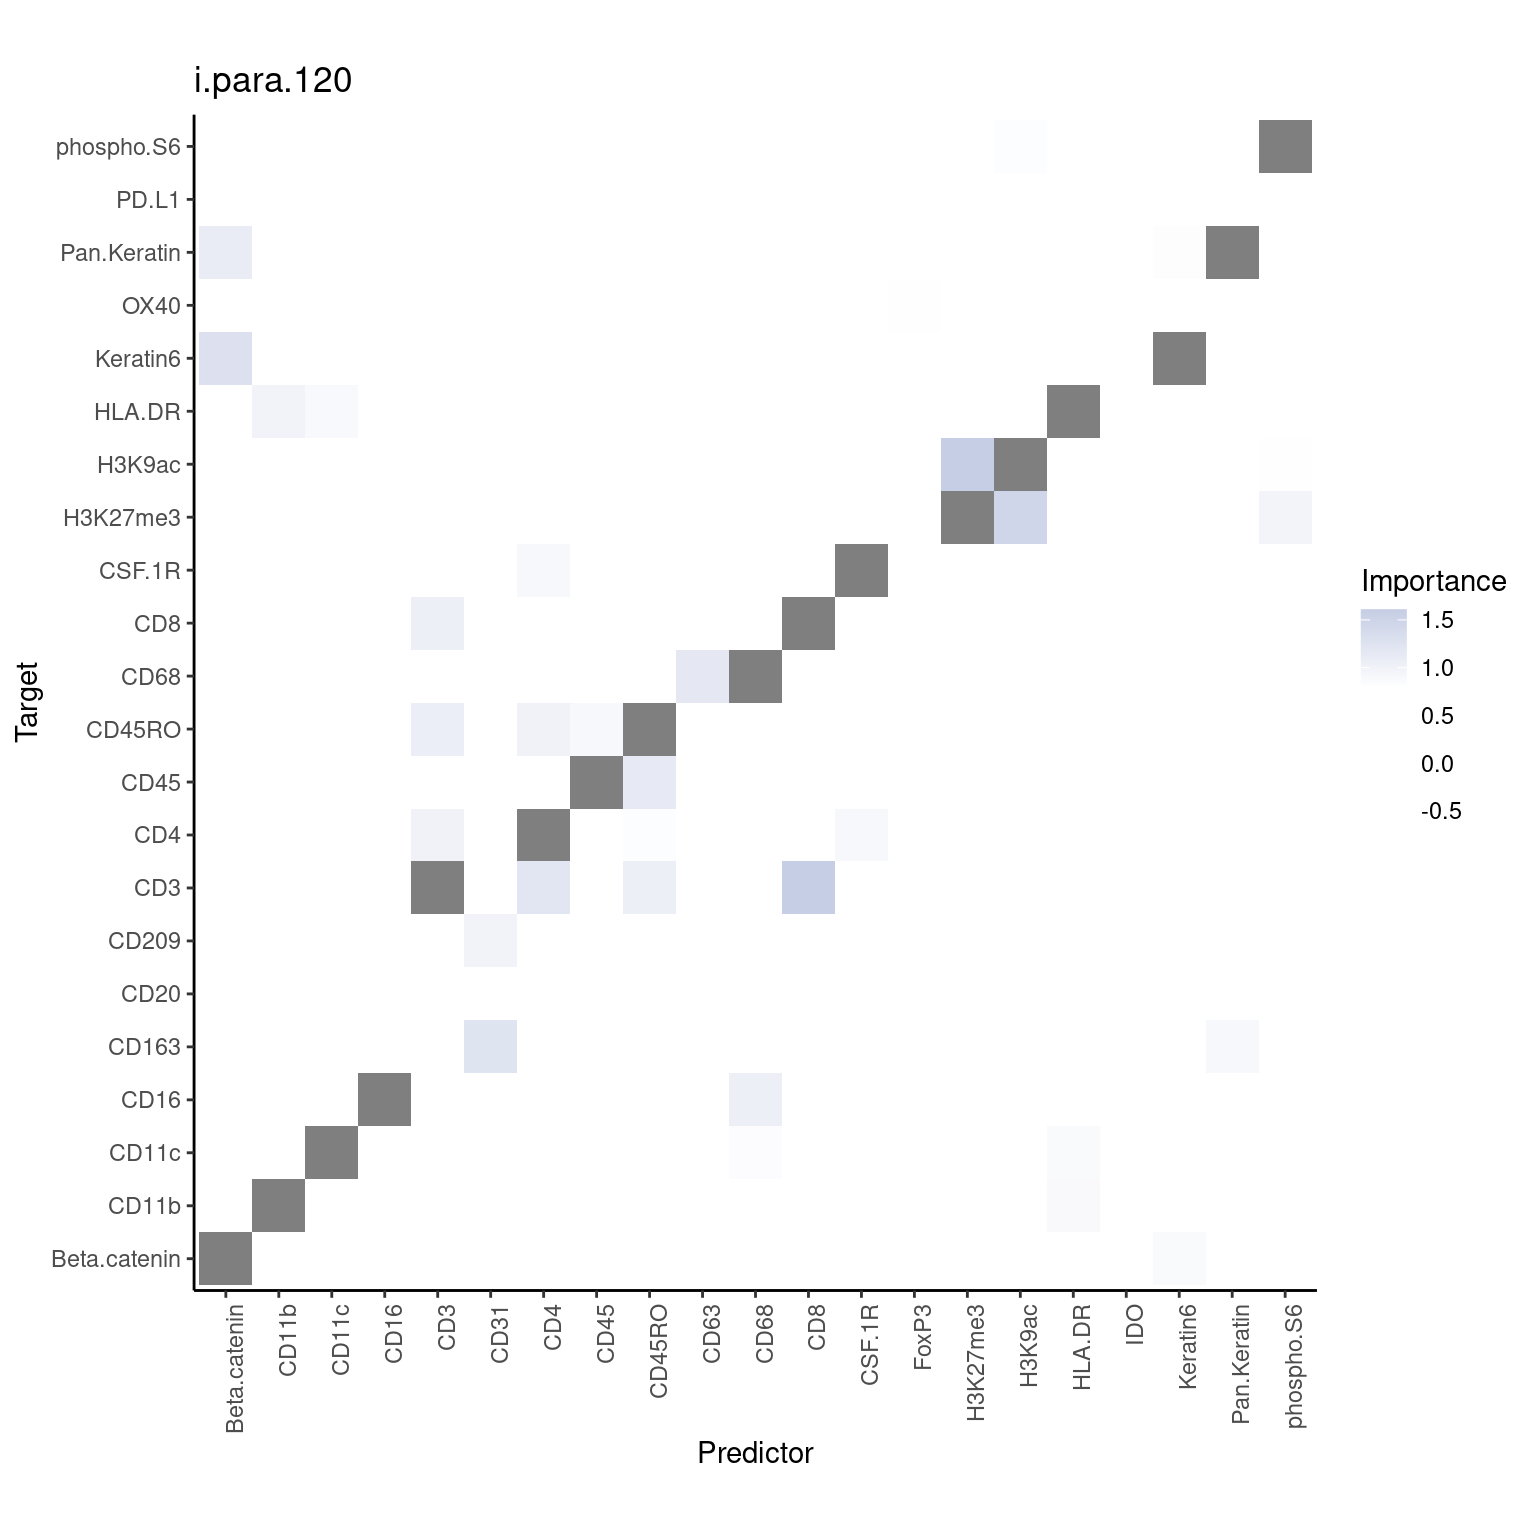 i.para.120
phospho.S6
PD.L1
Pan.Keratin
OX40
Keratin6
HLA.DR
H3K9ac
H3K27me3
CSF.1R
CD8
CD68
CD45RO
CD45
CD4
CD3
CD209
CD20
CD163
CD16
CD11c
CD11b
Beta.catenin
Target
Beta.catenin
CD11b
CD11c
CD16
CD3
CD31
CD4
CD45
CD45RO
CD63
CD68
CD8
CSF.1R
FoxP3
H3K27me3
H3K9ac
HLA.DR
IDO
Keratin6
Pan.Keratin
phospho.S6
Predictor
Importance
1.5
1.0
0.5
0.0
-0.5